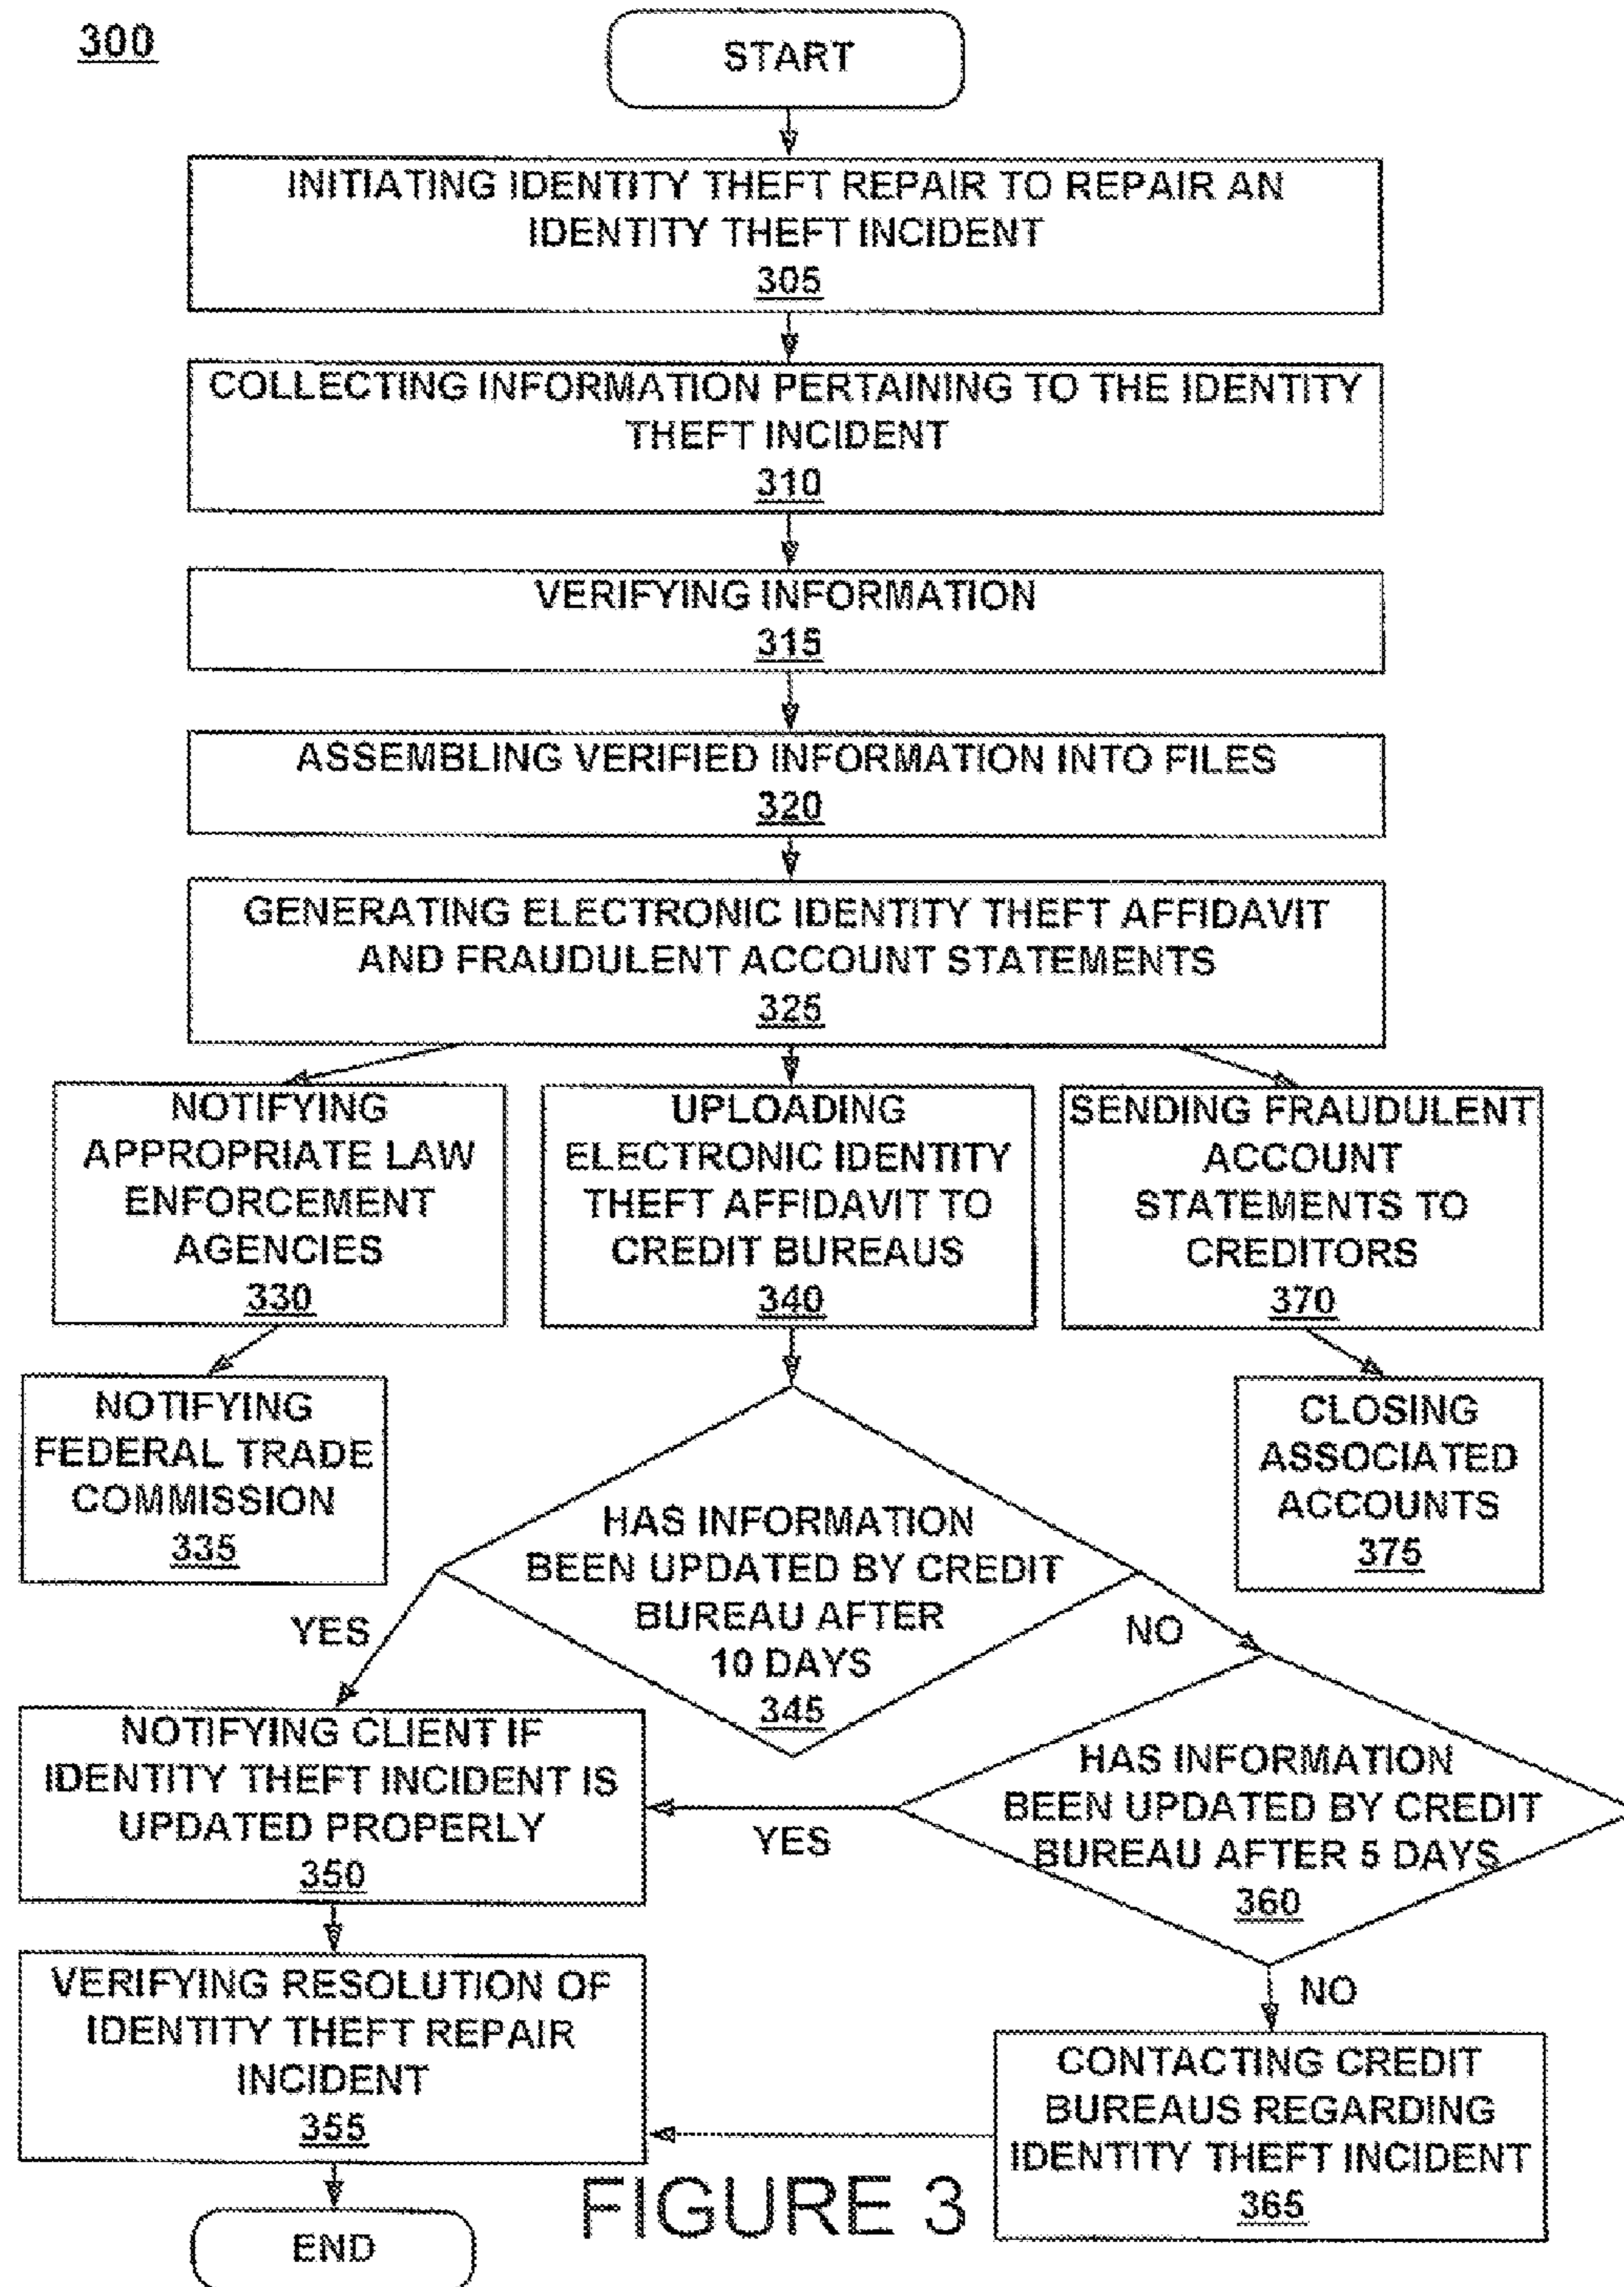 300
START
INITIATING IDENTITY THEFT REPAIR TO REPAIR AN
IDENTITY THEFT INCIDENT
305
COLLECTING INFORMATION PERTAINING TO THE IDENTITY
THEFT INCIDENT
310
VERIFYING INFORMATION
315
ASSEMBLING VERIFIED INFORMATION INTO FILES
320
GENERATING ELECTRONIC IDENTITY THEFT AFFIDAVIT
AND FRAUDULENT ACCOUNT STATEMENTS
325
NOTIFYING
APPROPRIATE LAW
ENFORCEMENT
AGENCIES
330
UPLOADING
ELECTRONIC IDENTITY
THEFT AFFIDAVIT TO
CREDIT BUREAUS
340
SENDING FRAUDULENT
ACCOUNT
STATEMENTS TO
CREDITORS
370
NOTIFYING
FEDERAL TRADE
COMMISSION
335
HAS INFORMATION
BEEN UPDATED BY CREDIT
BUREAU AFTER
10 DAYS
345
CLOSING
ASSOCIATED
ACCOUNTS
375
YES
NO
NOTIFYING CLIENT IF
IDENTITY THEFT INCIDENT IS
UPDATED PROPERLY
350
YES
HAS INFORMATION
BEEN UPDATED BY CREDIT
BUREAU AFTER 5 DAYS
360
NO
VERIFYING RESOLUTION OF
IDENTITY THEFT REPAIR
INCIDENT
355
CONTACTING CREDIT
BUREAUS REGARDING
IDENTITY THEFT INCIDENT
365
END
FIGURE 3